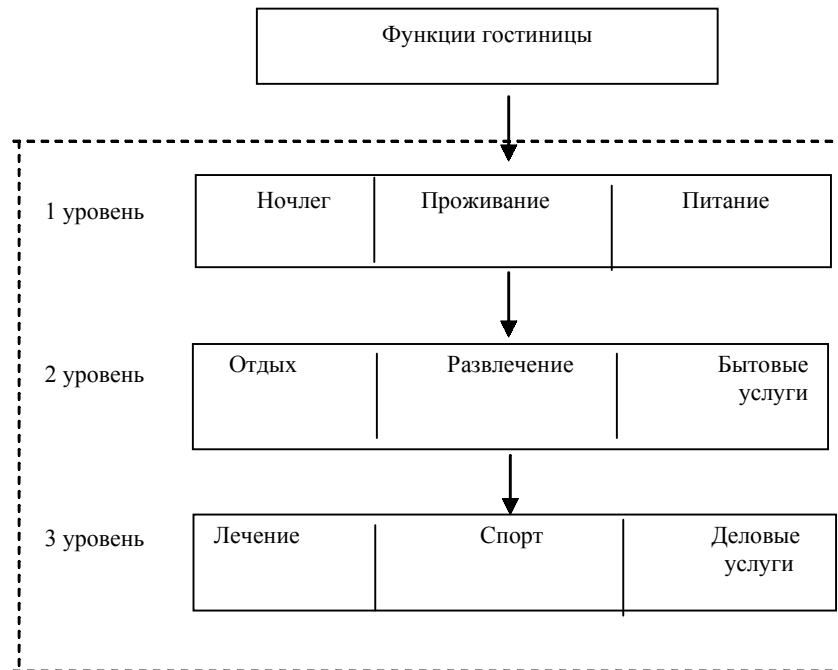 Функции гостиницы
1 уровень
Ночлег
Проживание
Питание
2 уровень
Отдых
Развлечение
Бытовые
услуги
3 уровень
Лечение
Спорт
Деловые
услуги